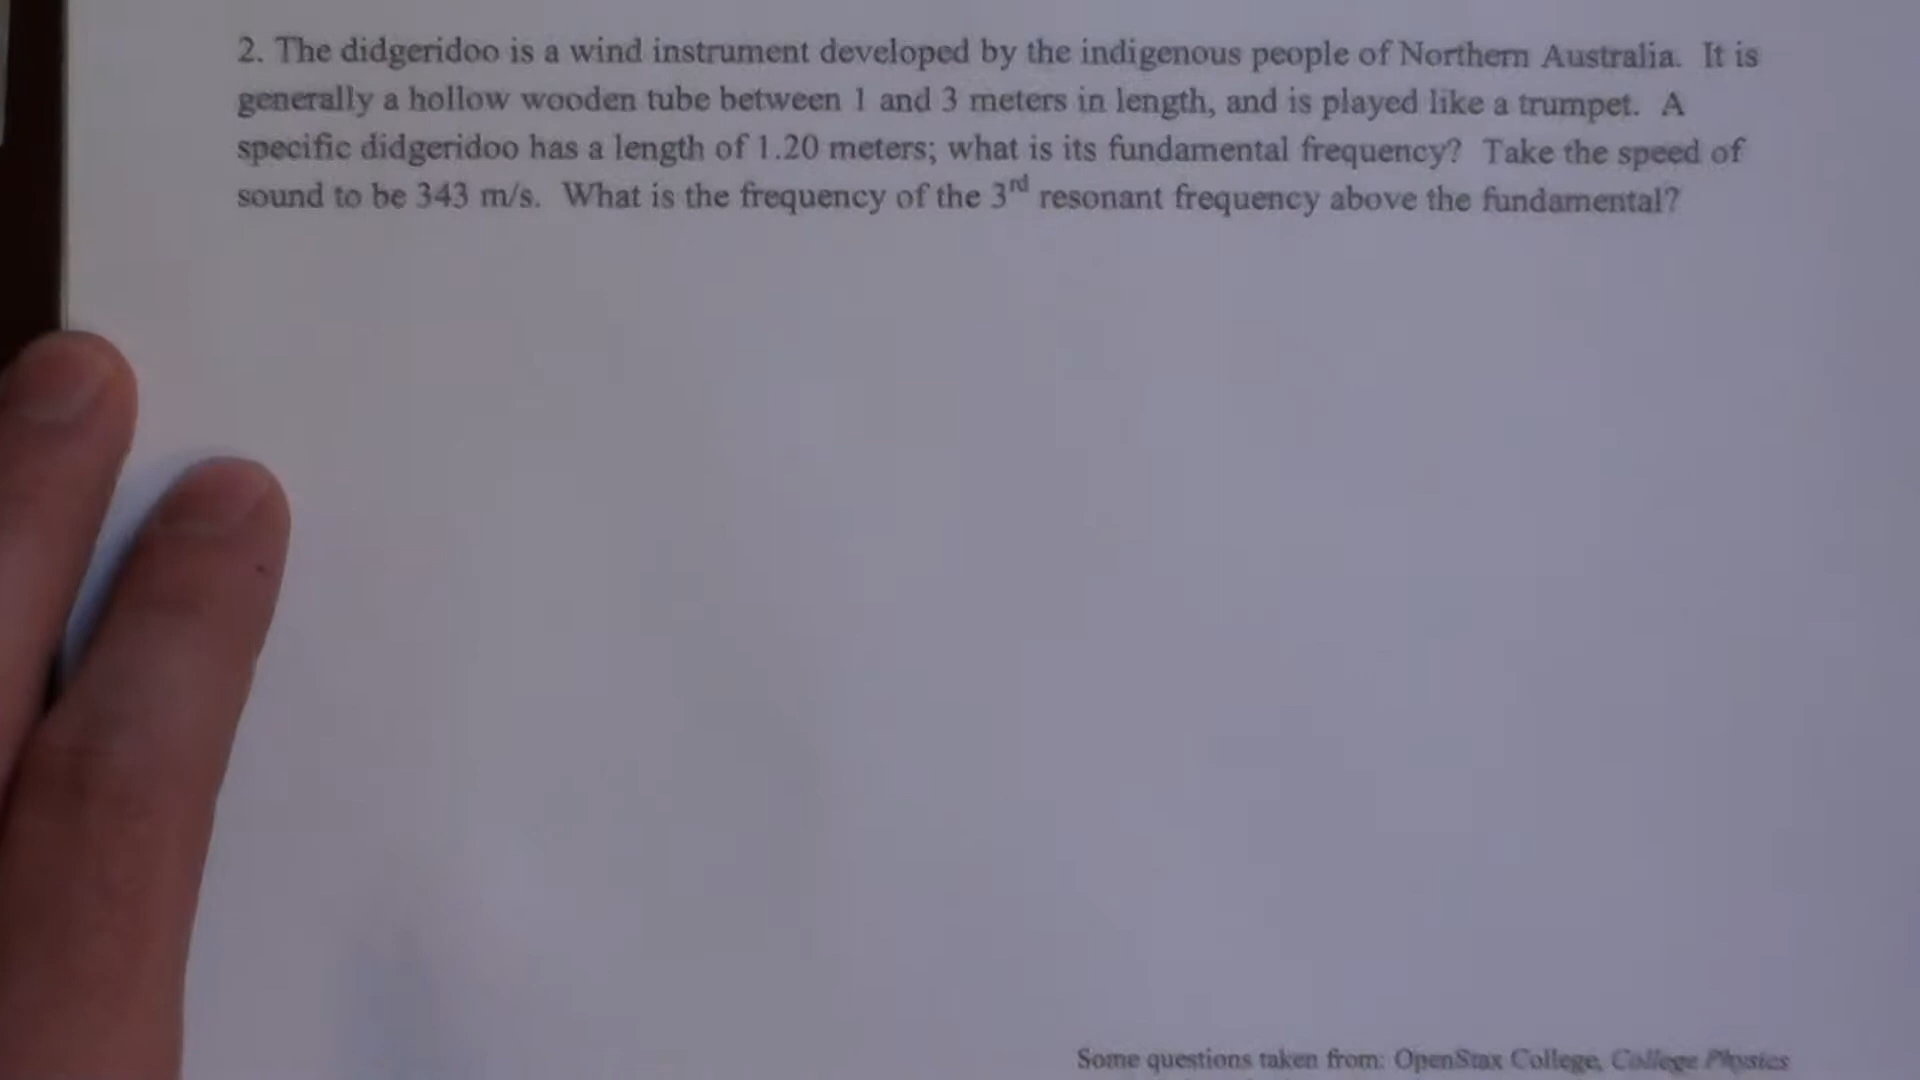 2. The didgeridoo is a wind instrument developed by the indigenous people of Northern Australia. It is
generally a hollow wooden tube between 1 and 3 meters in length, and is played like a trumpet. A
specific didgeridoo has a length of 1.20 meters; what is its fundamental frequency? Take the speed of
sound to be 343 m/s. What is the frequency of the 3rd resonant frequency above the fundamental?
Some questions taken from: OpenStax College, College Physics